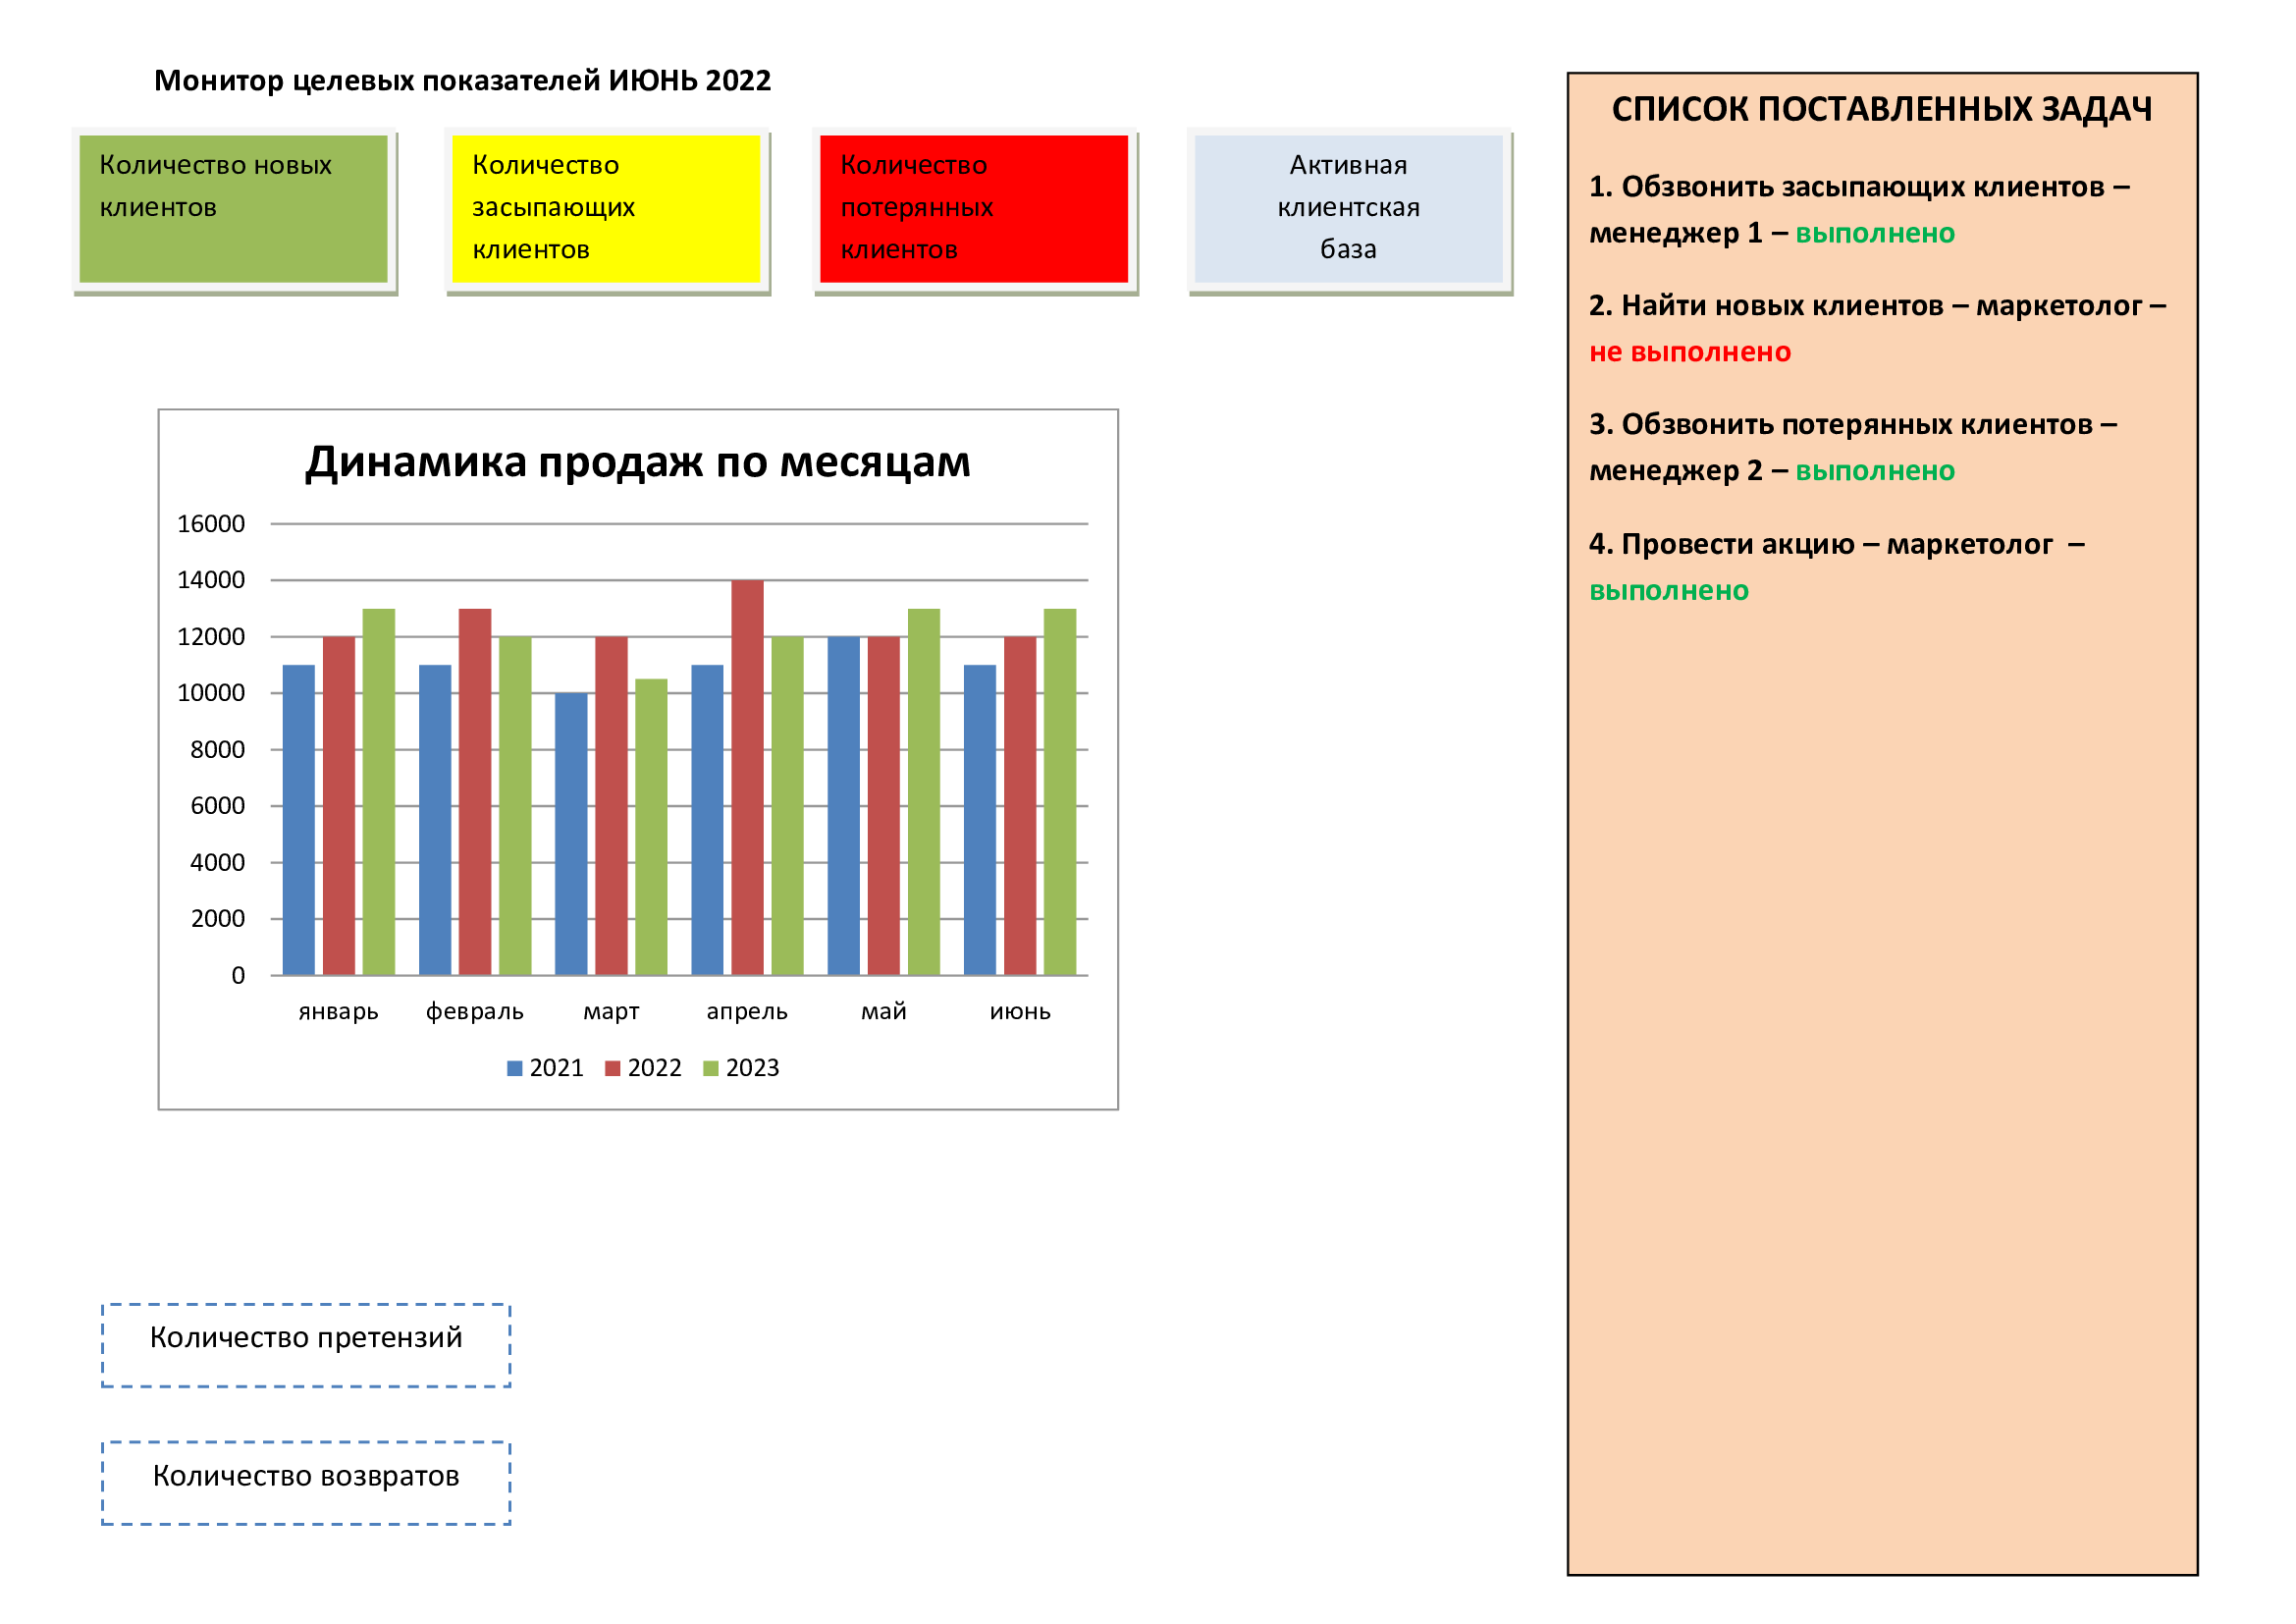 Монитор целевых показателей ИЮНЬ 2022
Количество новых
клиентов
Количество
засыпающих
клиентов
Количество
потерянных
клиентов
Активная
клиентская
база
СПИСОК ПОСТАВЛЕННЫХ ЗАДАЧ
1. Обзвонить засыпающих клиентов –
менеджер 1 – выполнено
2. Найти новых клиентов – маркетолог –
не выполнено
3. Обзвонить потерянных клиентов –
менеджер 2 – выполнено
4. Провести акцию – маркетолог  –
выполнено
Динамика продаж по месяцам
16000
14000
12000
10000
8000
6000
4000
2000
0
январь февраль март апрель май июнь
2021 2022 2023
Количество претензий
Количество возвратов